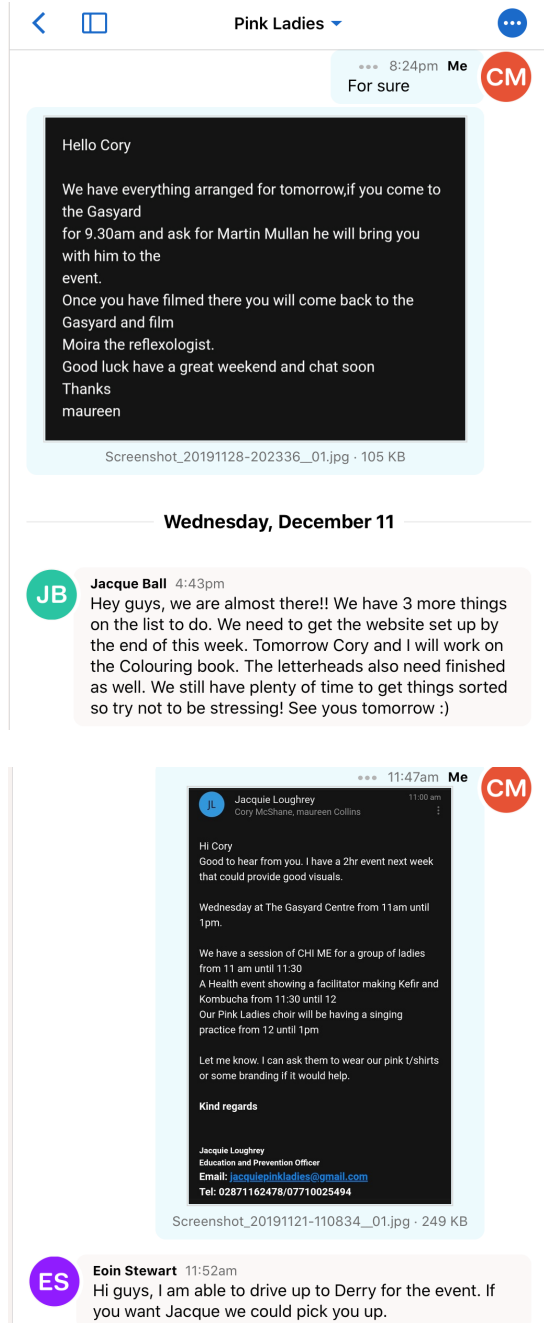 Pink Ladies
8:24pm Me
CM
For sure
Hello Cory
We have everything arranged for tomorrow,if you come to
the Gasyard
for 9.30am and ask for Martin Mullan he will bring you
with him to the
event.
Once you have filmed there you will come back to the
Gasyard and film
Moira the reflexologist.
Good luck have a great weekend and chat soon
Thanks
maureen
Screenshot_20191128-202336__01.jpg · 105 KB
Wednesday, December 11
JB
Jacque Ball 4:43pm
Hey guys, we are almost there!! We have 3 more things
on the list to do. We need to get the website set up by
the end of this week. Tomorrow Cory and I will work on
the Colouring book. The letterheads also need finished
as well. We still have plenty of time to get things sorted
so try not to be stressing! See yous tomorrow :)
11:47am Me
CM
JL
Jacquie Loughrey 11:00 am
Cory McShane, maureen Collins
Hi Cory
Good to hear from you. I have a 2hr event next week
that could provide good visuals.
Wednesday at The Gasyard Centre from 11am until
1pm.
We have a session of CHI ME for a group of ladies
from 11 am until 11:30
A Health event showing a facilitator making Kefir and
Kombucha from 11:30 until 12
Our Pink Ladies choir will be having a singing
practice from 12 until 1pm
Let me know. I can ask them to wear our pink t/shirts
or some branding if it would help.
Kind regards
Jacquie Loughrey
Education and Prevention Officer
Email: jacquiepinkladies@gmail.com
Tel: 02871162478/07710025494
Screenshot_20191121-110834__01.jpg · 249 KB
ES
Eoin Stewart 11:52am
Hi guys, I am able to drive up to Derry for the event. If
you want Jacque we could pick you up.